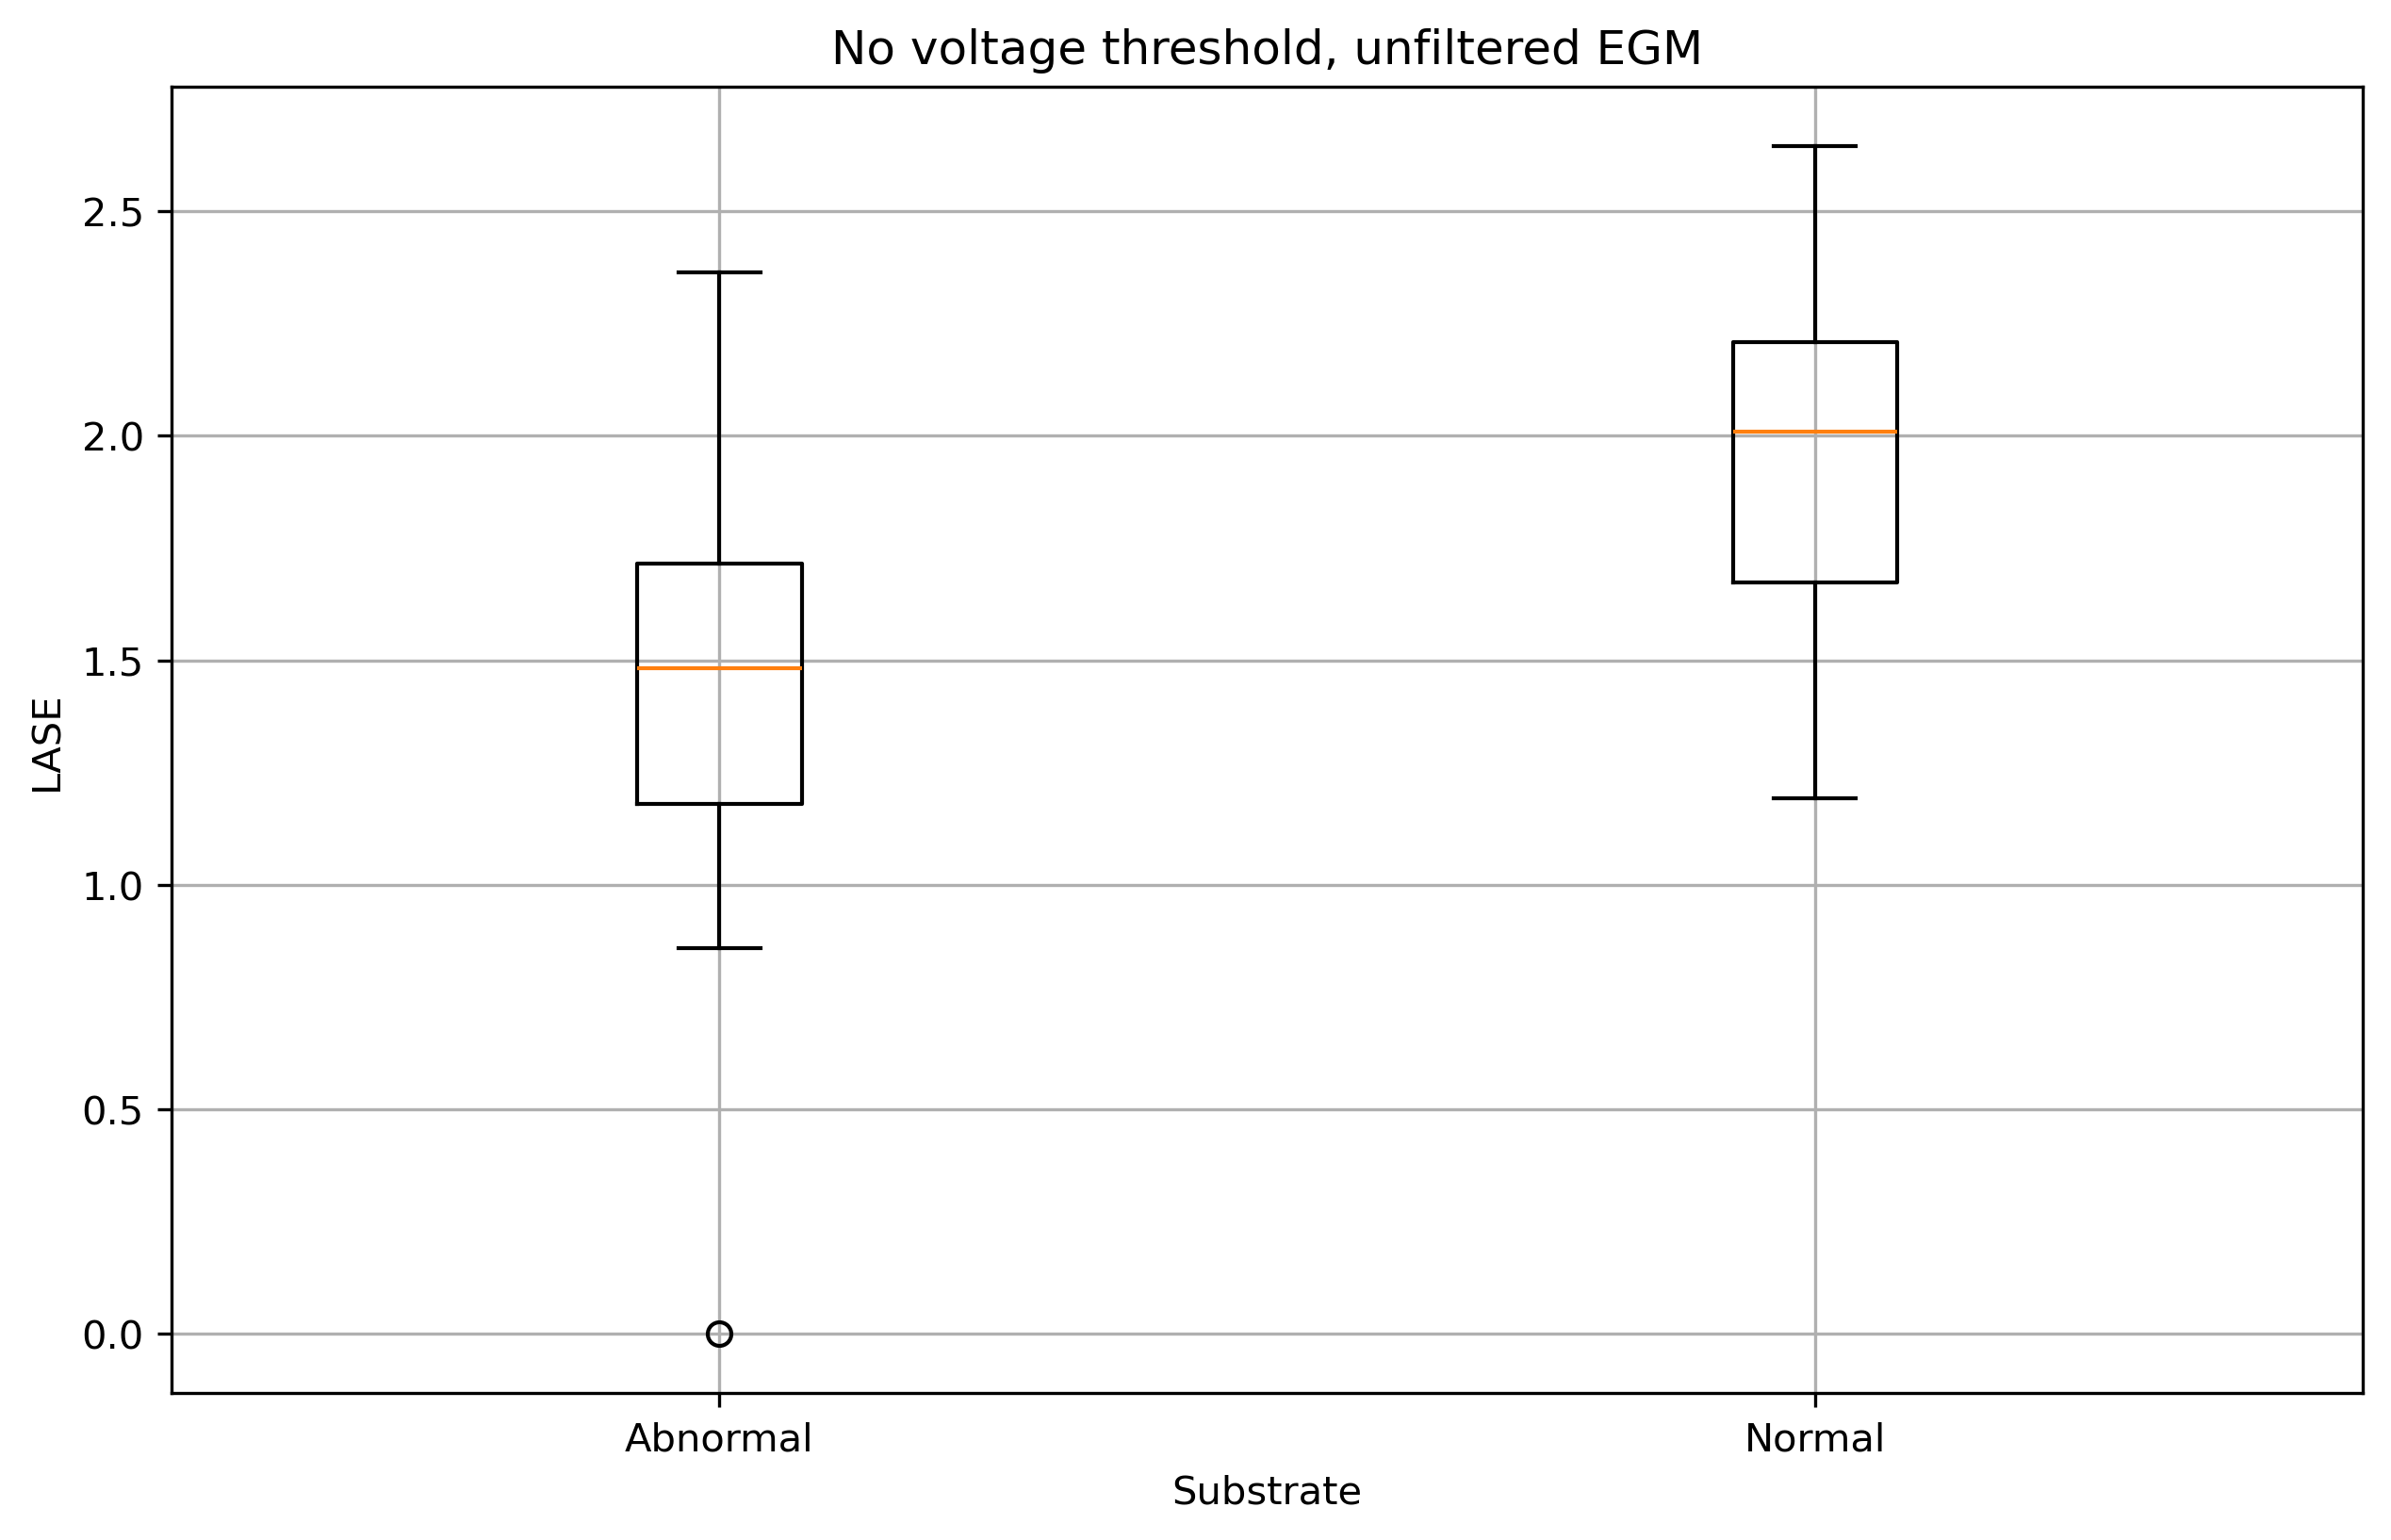 No voltage threshold, unfiltered EGM
LASE
2.5
2.0
1.5
1.0
0.5
0.0
Abnormal
Normal
Substrate